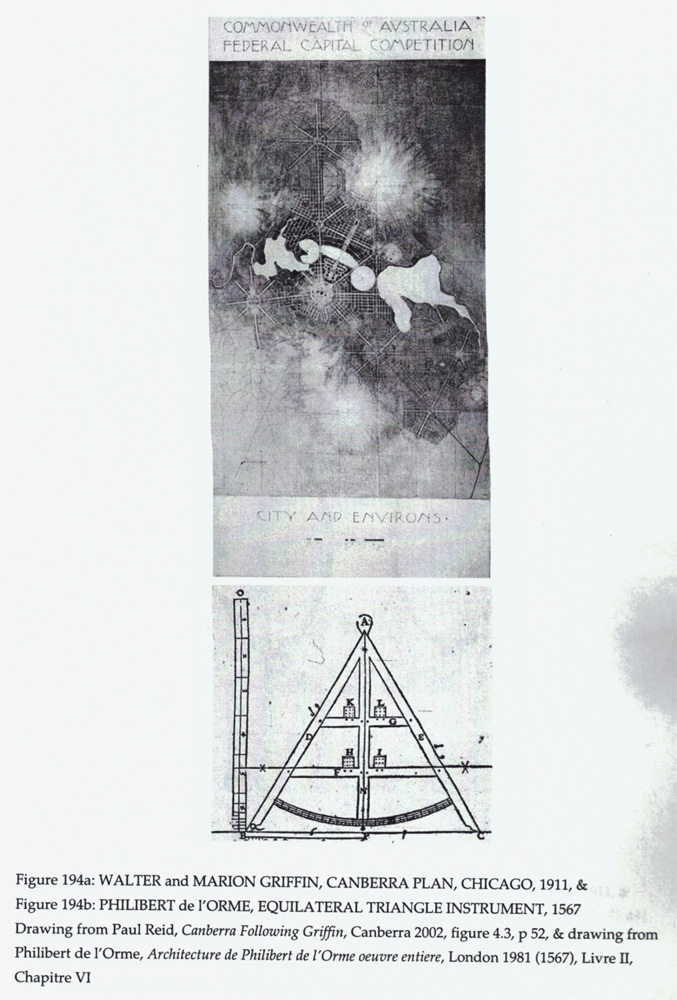 COMMONWEALTH of AVSTRALIA
FEDERAL CAPITAL COMPETITION
CITY AND ENVIRONS.
A
K L
D G E
H I
X F X
N
B P C
Figure 194a: WALTER and MARION GRIFFIN, CANBERRA PLAN, CHICAGO, 1911, &
Figure 194b: PHILIBERT de l'ORME, EQUILATERAL TRIANGLE INSTRUMENT, 1567
Drawing from Paul Reid, Canberra Following Griffin, Canberra 2002, figure 4.3, p 52, & drawing from
Philibert de l'Orme, Architecture de Philibert de l'Orme oeuvre entiere, London 1981 (1567), Livre II,
Chapitre VI